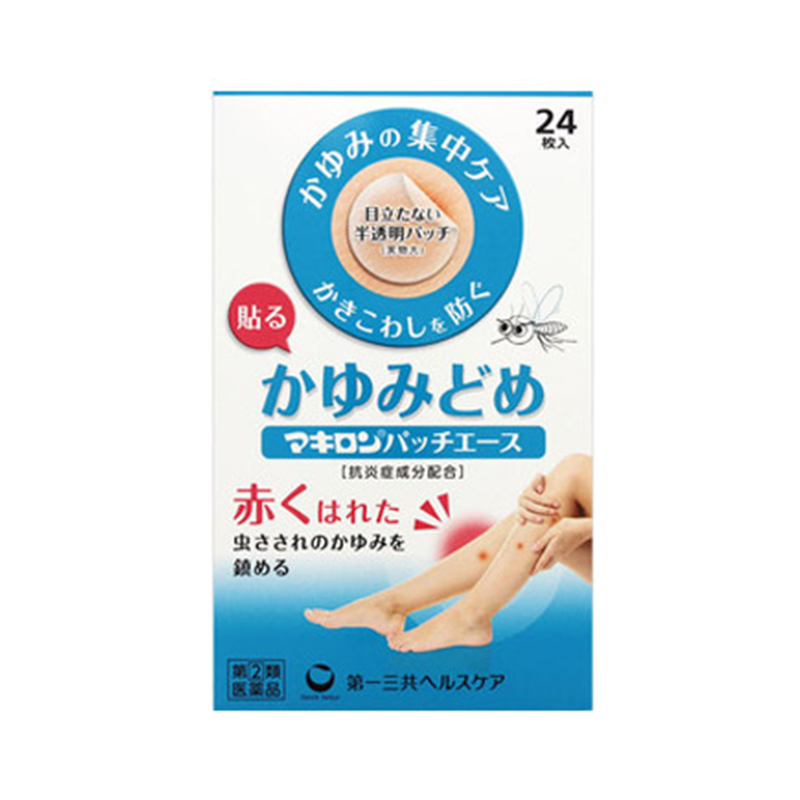 24
枚入
かゆみの集中ケア
目立たない
半透明パッチ
(実物大)
かきこわしを防ぐ
貼る
かゆみどめ
マキロン®パッチエース
[抗炎症成分配合]
赤くはれた
虫さされのかゆみを
鎮める
指②類
医薬品
第一三共ヘルスケア